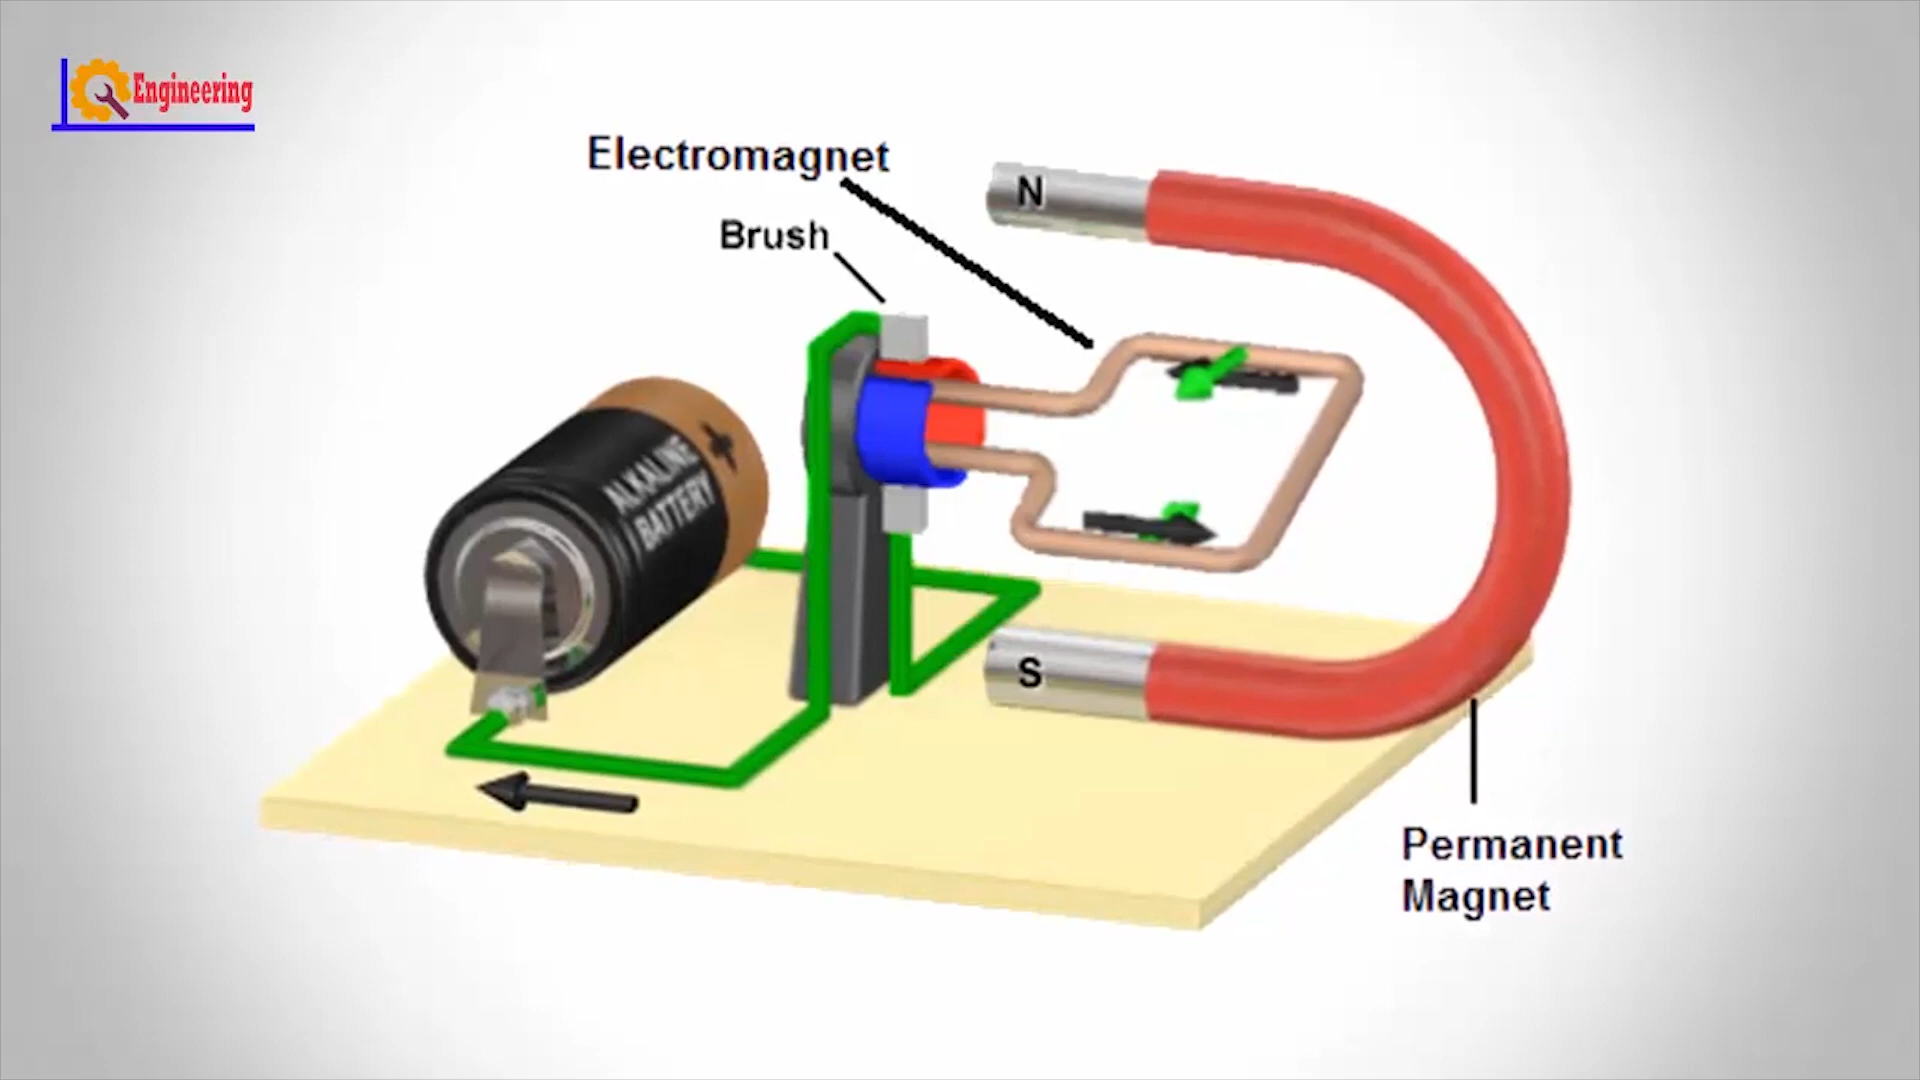 Engineering
Electromagnet
Brush
N
+
ALKALINE
BATTERY
S
Permanent
Magnet